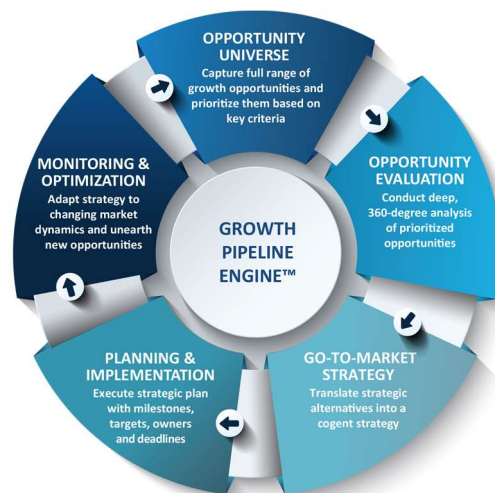 OPPORTUNITY
UNIVERSE
Capture full range of
growth opportunities and
prioritize them based on
key criteria
OPPORTUNITY
EVALUATION
Conduct deep,
360-degree analysis
of prioritized
opportunities
GO-TO-MARKET
STRATEGY
Translate strategic
alternatives into a
cogent strategy
PLANNING &
IMPLEMENTATION
Execute strategic plan
with milestones,
targets, owners
and deadlines
MONITORING &
OPTIMIZATION
Adapt strategy to
changing market
dynamics and unearth
new opportunities
GROWTH
PIPELINE
ENGINE™